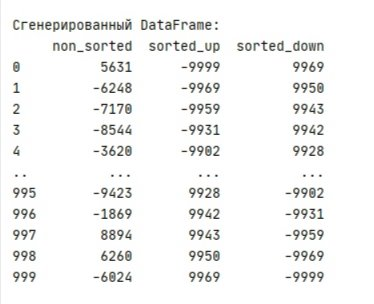 Сгенерированный DataFrame:
non_sorted sorted_up sorted_down
0 5631 -9999 9969
1 -6248 -9969 9950
2 -7170 -9959 9943
3 -8544 -9931 9942
4 -3620 -9902 9928
.. ... ... ...
995 -9423 9928 -9902
996 -1869 9942 -9931
997 8894 9943 -9959
998 6260 9950 -9969
999 -6024 9969 -9999